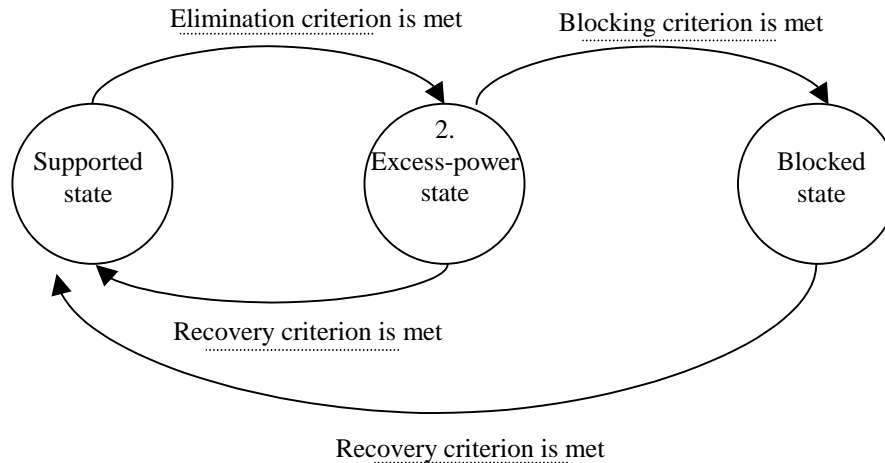 Elimination criterion is met
Blocking criterion is met
Supported
state
2.
Excess-power
state
Blocked
state
Recovery criterion is met
Recovery criterion is met